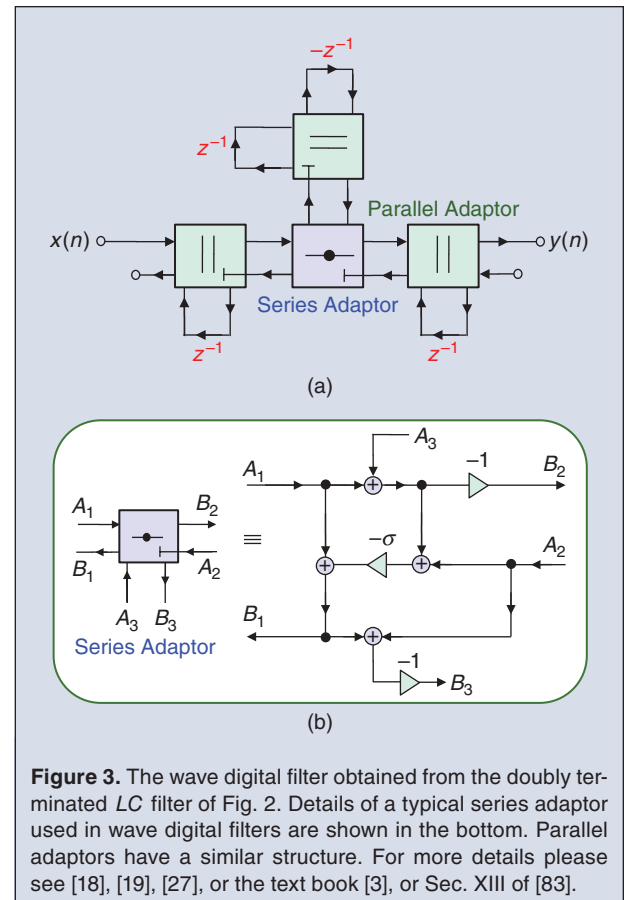 −z⁻¹
z⁻¹
Parallel Adaptor
x(n)
y(n)
Series Adaptor
z⁻¹
z⁻¹
(a)
A₃
−1
A₁
B₂
A₁
B₂
≡
−σ
A₂
B₁
A₂
B₁
A₃
B₃
−1
B₃
Series Adaptor
(b)
Figure 3. The wave digital filter obtained from the doubly ter-
minated LC filter of Fig. 2. Details of a typical series adaptor
used in wave digital filters are shown in the bottom. Parallel
adaptors have a similar structure. For more details please
see [18], [19], [27], or the text book [3], or Sec. XIII of [83].